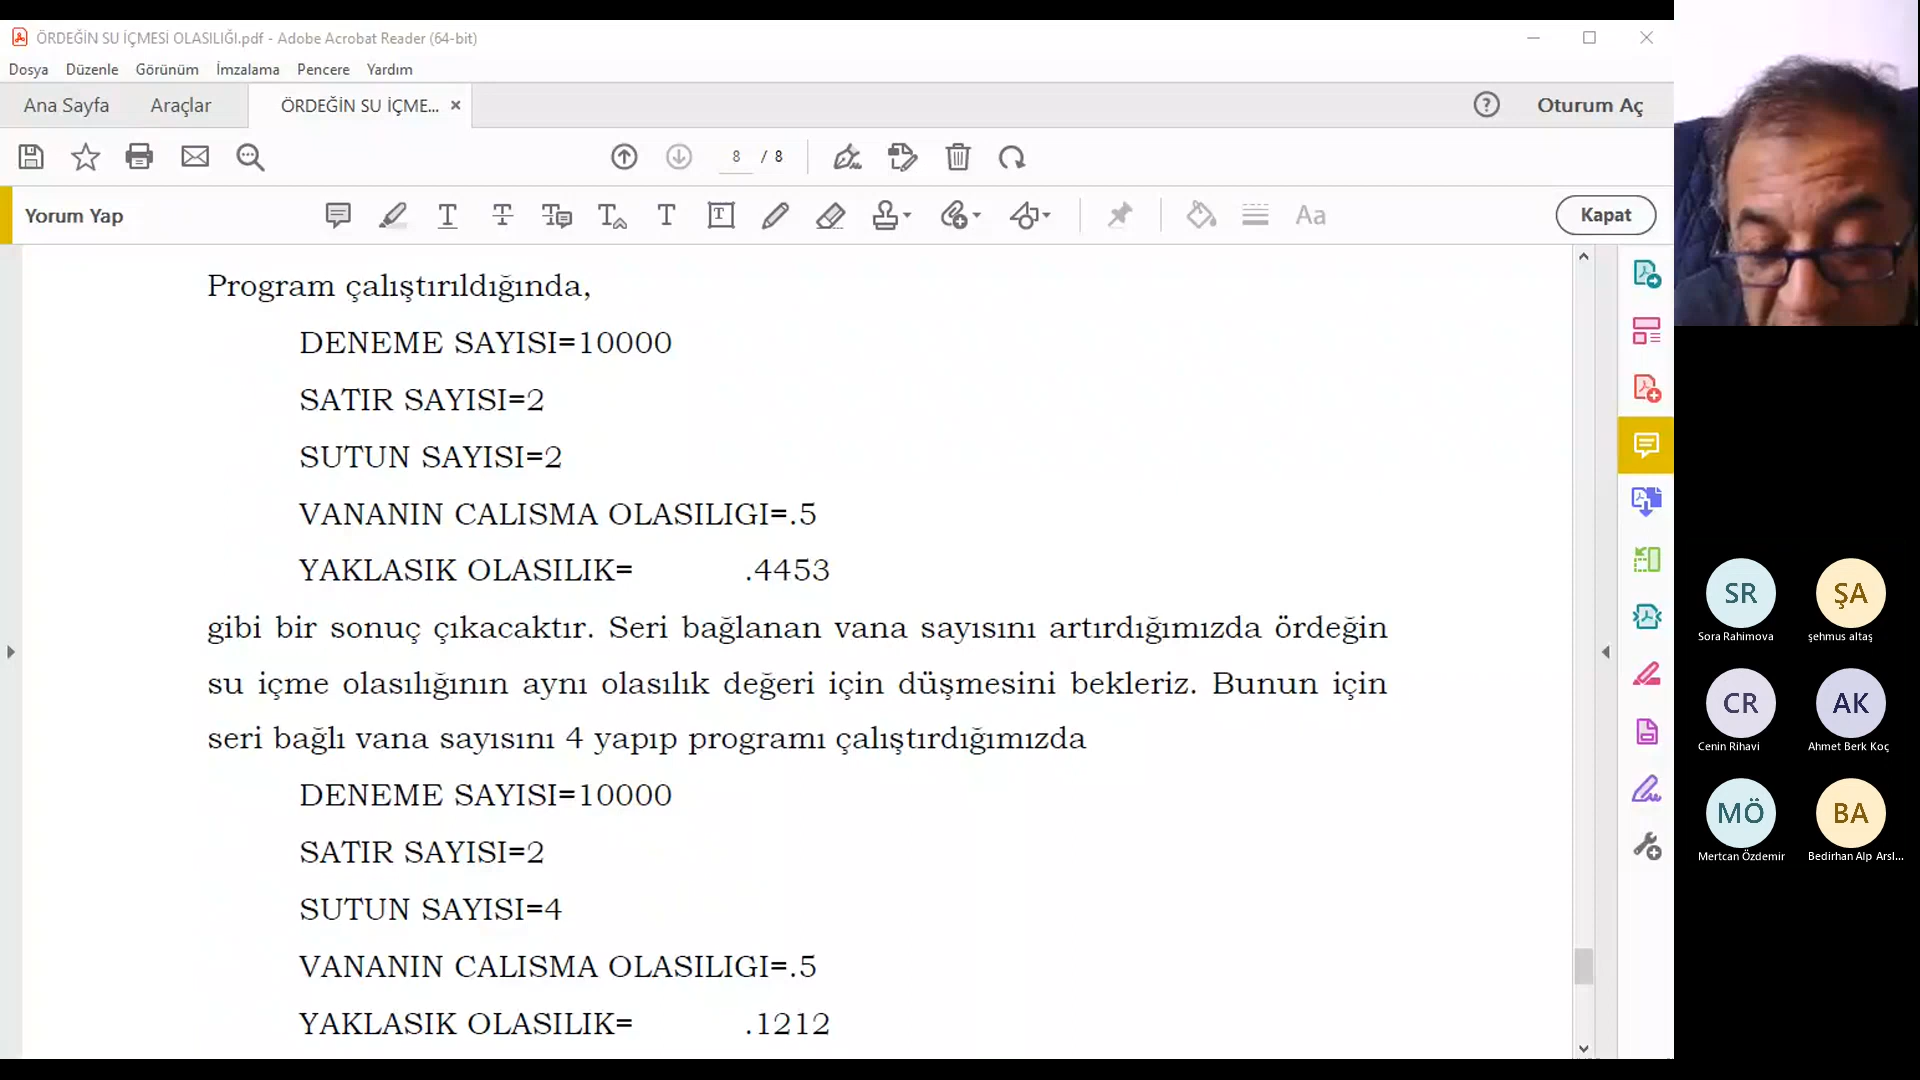 ÖRDEĞİN SU İÇMESİ OLASILIĞI.pdf - Adobe Acrobat Reader (64-bit)
Dosya Düzenle Görünüm İmzalama Pencere Yardım
Ana Sayfa Araçlar ÖRDEĞİN SU İÇME... × Oturum Aç
8 / 8
Yorum Yap Aa Kapat
Program çalıştırıldığında,
DENEME SAYISI=10000
SATIR SAYISI=2
SUTUN SAYISI=2
VANANIN CALISMA OLASILIGI=.5
YAKLASIK OLASILIK= .4453
gibi bir sonuç çıkacaktır. Seri bağlanan vana sayısını artırdığımızda ördeğin
su içme olasılığının aynı olasılık değeri için düşmesini bekleriz. Bunun için
seri bağlı vana sayısını 4 yapıp programı çalıştırdığımızda
DENEME SAYISI=10000
SATIR SAYISI=2
SUTUN SAYISI=4
VANANIN CALISMA OLASILIGI=.5
YAKLASIK OLASILIK= .1212
SR ŞA
Sora Rahimova şehmus altaş
CR AK
Cenin Rihavi Ahmet Berk Koç
MÖ BA
Mertcan Özdemir Bedirhan Alp Arsl...